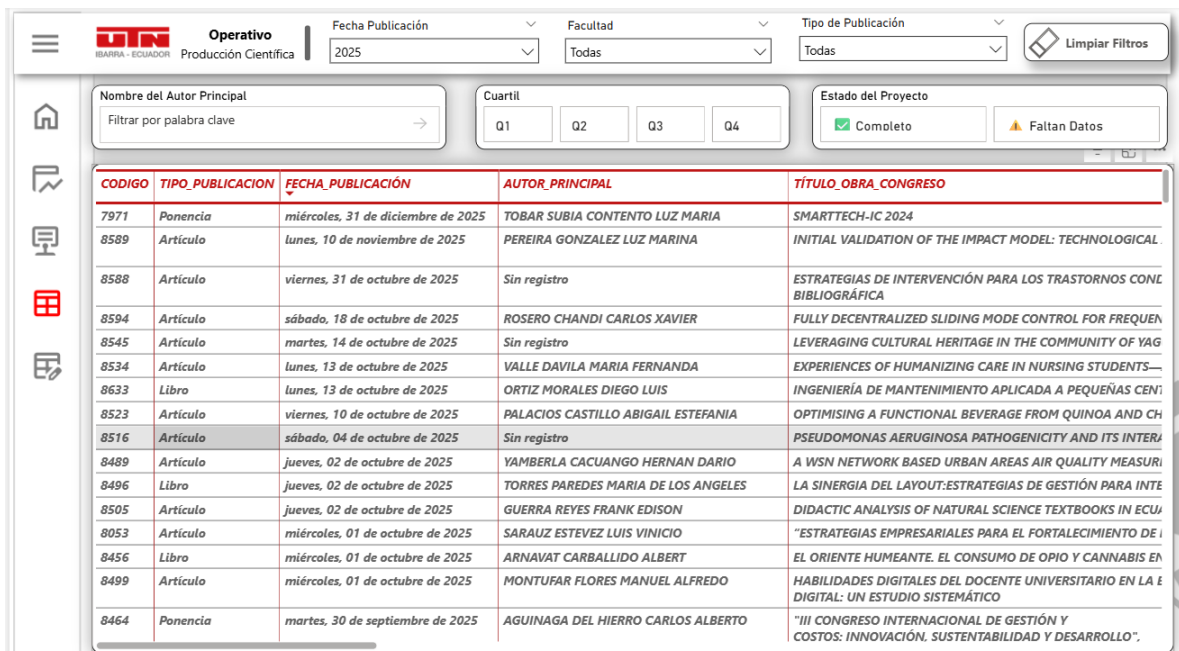 UTN
IBARRA - ECUADOR
Operativo
Producción Científica
Fecha Publicación
2025
Facultad
Todas
Tipo de Publicación
Todas
Limpiar Filtros
Nombre del Autor Principal
Filtrar por palabra clave
Cuartil
Q1 Q2 Q3 Q4
Estado del Proyecto
Completo
Faltan Datos
CODIGO TIPO_PUBLICACION FECHA_PUBLICACIÓN AUTOR_PRINCIPAL TÍTULO_OBRA_CONGRESO
7971 Ponencia miércoles, 31 de diciembre de 2025 TOBAR SUBIA CONTENTO LUZ MARIA SMARTTECH-IC 2024
8589 Artículo lunes, 10 de noviembre de 2025 PEREIRA GONZALEZ LUZ MARINA INITIAL VALIDATION OF THE IMPACT MODEL: TECHNOLOGICAL
8588 Artículo viernes, 31 de octubre de 2025 Sin registro ESTRATEGIAS DE INTERVENCIÓN PARA LOS TRASTORNOS COND
BIBLIOGRÁFICA
8594 Artículo sábado, 18 de octubre de 2025 ROSERO CHANDI CARLOS XAVIER FULLY DECENTRALIZED SLIDING MODE CONTROL FOR FREQUEN
8545 Artículo martes, 14 de octubre de 2025 Sin registro LEVERAGING CULTURAL HERITAGE IN THE COMMUNITY OF YAG
8534 Artículo lunes, 13 de octubre de 2025 VALLE DAVILA MARIA FERNANDA EXPERIENCES OF HUMANIZING CARE IN NURSING STUDENTS—
8633 Libro lunes, 13 de octubre de 2025 ORTIZ MORALES DIEGO LUIS INGENIERÍA DE MANTENIMIENTO APLICADA A PEQUEÑAS CENT
8523 Artículo viernes, 10 de octubre de 2025 PALACIOS CASTILLO ABIGAIL ESTEFANIA OPTIMISING A FUNCTIONAL BEVERAGE FROM QUINOA AND CH
8516 Artículo sábado, 04 de octubre de 2025 Sin registro PSEUDOMONAS AERUGINOSA PATHOGENICITY AND ITS INTERA
8489 Artículo jueves, 02 de octubre de 2025 YAMBERLA CACUANGO HERNAN DARIO A WSN NETWORK BASED URBAN AREAS AIR QUALITY MEASURI
8496 Libro jueves, 02 de octubre de 2025 TORRES PAREDES MARIA DE LOS ANGELES LA SINERGIA DEL LAYOUT:ESTRATEGIAS DE GESTIÓN PARA INTE
8505 Artículo jueves, 02 de octubre de 2025 GUERRA REYES FRANK EDISON DIDACTIC ANALYSIS OF NATURAL SCIENCE TEXTBOOKS IN ECUA
8053 Artículo miércoles, 01 de octubre de 2025 SARAUZ ESTEVEZ LUIS VINICIO “ESTRATEGIAS EMPRESARIALES PARA EL FORTALECIMIENTO DE
8456 Libro miércoles, 01 de octubre de 2025 ARNAVAT CARBALLIDO ALBERT EL ORIENTE HUMEANTE. EL CONSUMO DE OPIO Y CANNABIS EN
8499 Artículo miércoles, 01 de octubre de 2025 MONTUFAR FLORES MANUEL ALFREDO HABILIDADES DIGITALES DEL DOCENTE UNIVERSITARIO EN LA E
DIGITAL: UN ESTUDIO SISTEMÁTICO
8464 Ponencia martes, 30 de septiembre de 2025 AGUINAGA DEL HIERRO CARLOS ALBERTO "III CONGRESO INTERNACIONAL DE GESTIÓN Y
COSTOS: INNOVACIÓN, SUSTENTABILIDAD Y DESARROLLO",